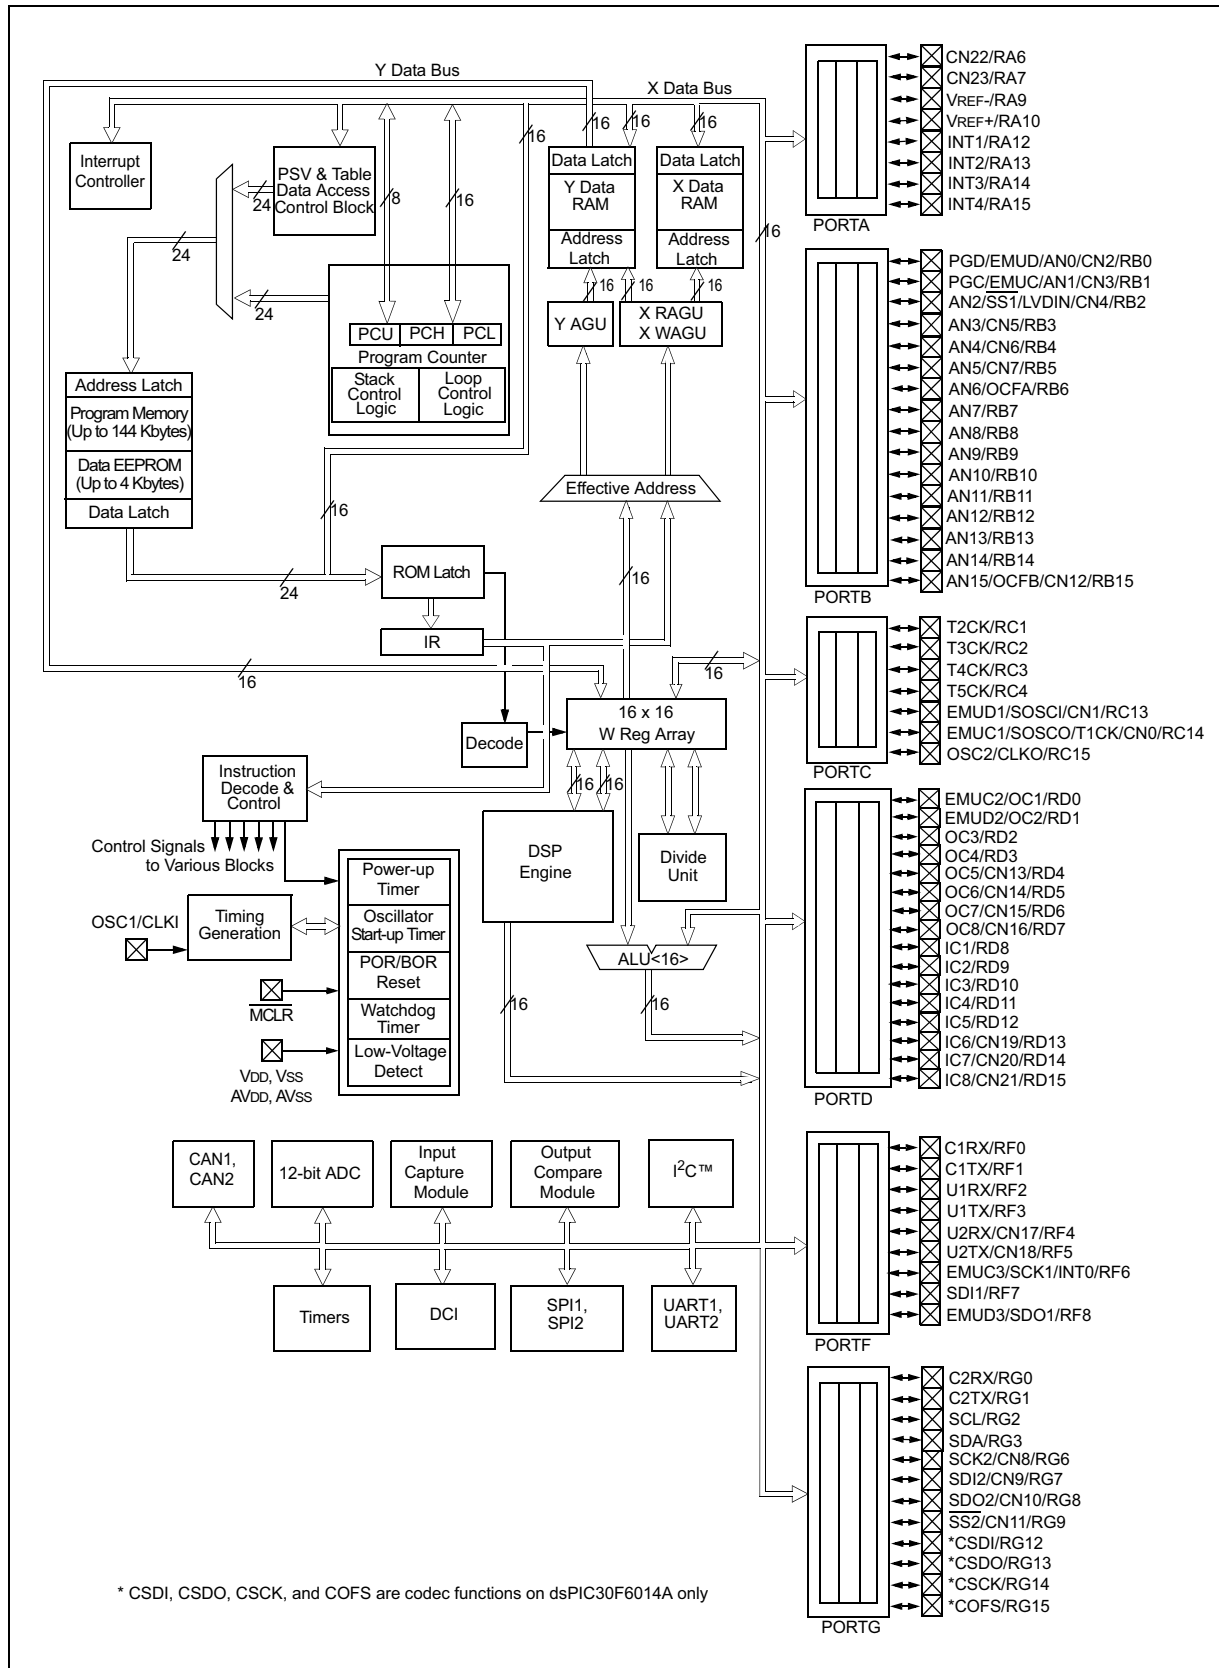 Y Data Bus
X Data Bus
16
16
16
16
16
8
16
16
Interrupt
Controller
PSV & Table
Data Access
Control Block
24
24
24
Data Latch
Y Data
RAM
Address
Latch
Data Latch
X Data
RAM
Address
Latch
16
16
16
Y AGU
X RAGU
X WAGU
PCU
PCH
PCL
Program Counter
Stack
Control
Logic
Loop
Control
Logic
Address Latch
Program Memory
(Up to 144 Kbytes)
Data EEPROM
(Up to 4 Kbytes)
Data Latch
Effective Address
16
24
ROM Latch
16
IR
16
16
16 x 16
W Reg Array
Decode
Instruction
Decode &
Control
16
16
Control Signals
to Various Blocks
DSP
Engine
Divide
Unit
Power-up
Timer
Oscillator
Start-up Timer
POR/BOR
Reset
Watchdog
Timer
Low-Voltage
Detect
OSC1/CLKI
Timing
Generation
MCLR
VDD, VSS
AVDD, AVSS
ALU<16>
16
16
CAN1,
CAN2
12-bit ADC
Input
Capture
Module
Output
Compare
Module
I2C™
Timers
DCI
SPI1,
SPI2
UART1,
UART2
CN22/RA6
CN23/RA7
VREF-/RA9
VREF+/RA10
INT1/RA12
INT2/RA13
INT3/RA14
INT4/RA15
PORTA
PGD/EMUD/AN0/CN2/RB0
PGC/EMUC/AN1/CN3/RB1
AN2/SS1/LVDIN/CN4/RB2
AN3/CN5/RB3
AN4/CN6/RB4
AN5/CN7/RB5
AN6/OCFA/RB6
AN7/RB7
AN8/RB8
AN9/RB9
AN10/RB10
AN11/RB11
AN12/RB12
AN13/RB13
AN14/RB14
AN15/OCFB/CN12/RB15
PORTB
T2CK/RC1
T3CK/RC2
T4CK/RC3
T5CK/RC4
EMUD1/SOSCI/CN1/RC13
EMUC1/SOSCO/T1CK/CN0/RC14
OSC2/CLKO/RC15
PORTC
EMUC2/OC1/RD0
EMUD2/OC2/RD1
OC3/RD2
OC4/RD3
OC5/CN13/RD4
OC6/CN14/RD5
OC7/CN15/RD6
OC8/CN16/RD7
IC1/RD8
IC2/RD9
IC3/RD10
IC4/RD11
IC5/RD12
IC6/CN19/RD13
IC7/CN20/RD14
IC8/CN21/RD15
PORTD
C1RX/RF0
C1TX/RF1
U1RX/RF2
U1TX/RF3
U2RX/CN17/RF4
U2TX/CN18/RF5
EMUC3/SCK1/INT0/RF6
SDI1/RF7
EMUD3/SDO1/RF8
PORTF
C2RX/RG0
C2TX/RG1
SCL/RG2
SDA/RG3
SCK2/CN8/RG6
SDI2/CN9/RG7
SDO2/CN10/RG8
SS2/CN11/RG9
*CSDI/RG12
*CSDO/RG13
*CSCK/RG14
*COFS/RG15
PORTG
* CSDI, CSDO, CSCK, and COFS are codec functions on dsPIC30F6014A only